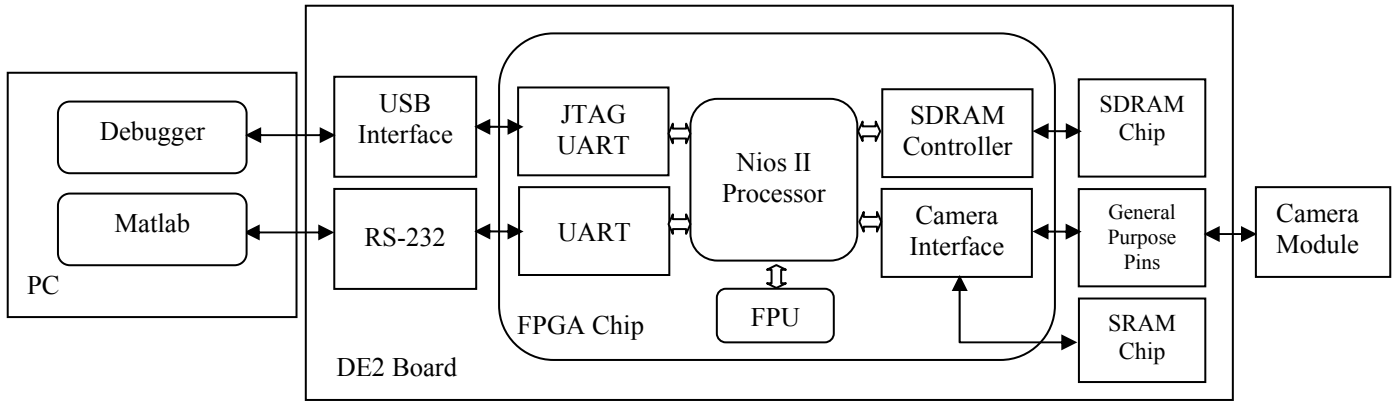 Debugger
Matlab
PC
USB
Interface
RS-232
DE2 Board
JTAG
UART
UART
FPGA Chip
Nios II
Processor
FPU
SDRAM
Controller
Camera
Interface
SDRAM
Chip
General
Purpose
Pins
SRAM
Chip
Camera
Module